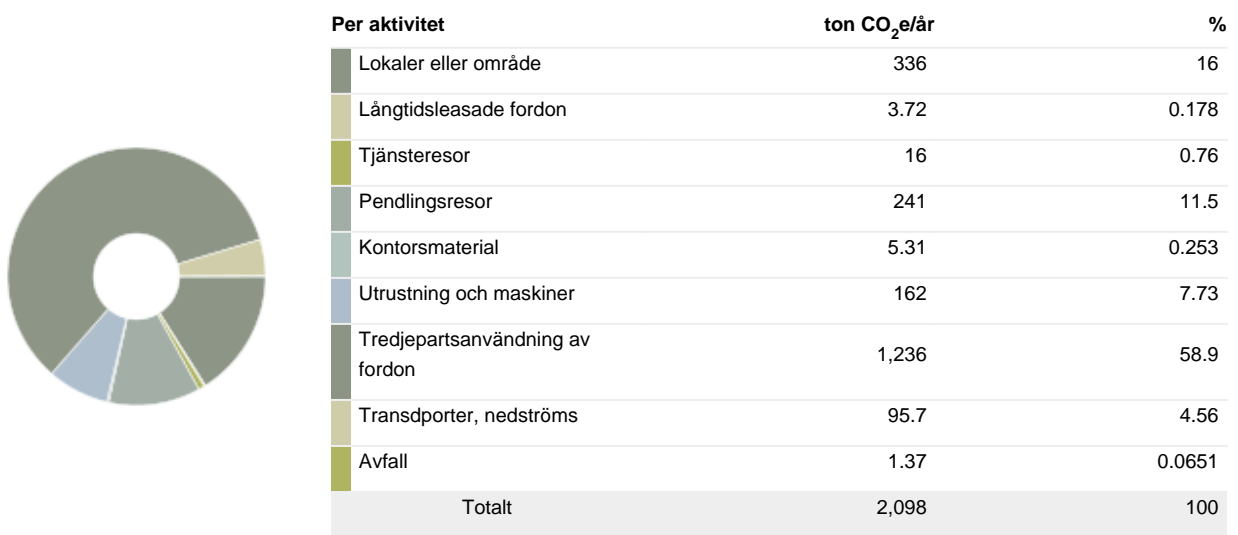 Per aktivitet ton CO₂e/år %
Lokaler eller område 336 16
Långtidsleasade fordon 3.72 0.178
Tjänsteresor 16 0.76
Pendlingsresor 241 11.5
Kontorsmaterial 5.31 0.253
Utrustning och maskiner 162 7.73
Tredjepartsanvändning av
fordon 1,236 58.9
Transdporter, nedströms 95.7 4.56
Avfall 1.37 0.0651
Totalt 2,098 100